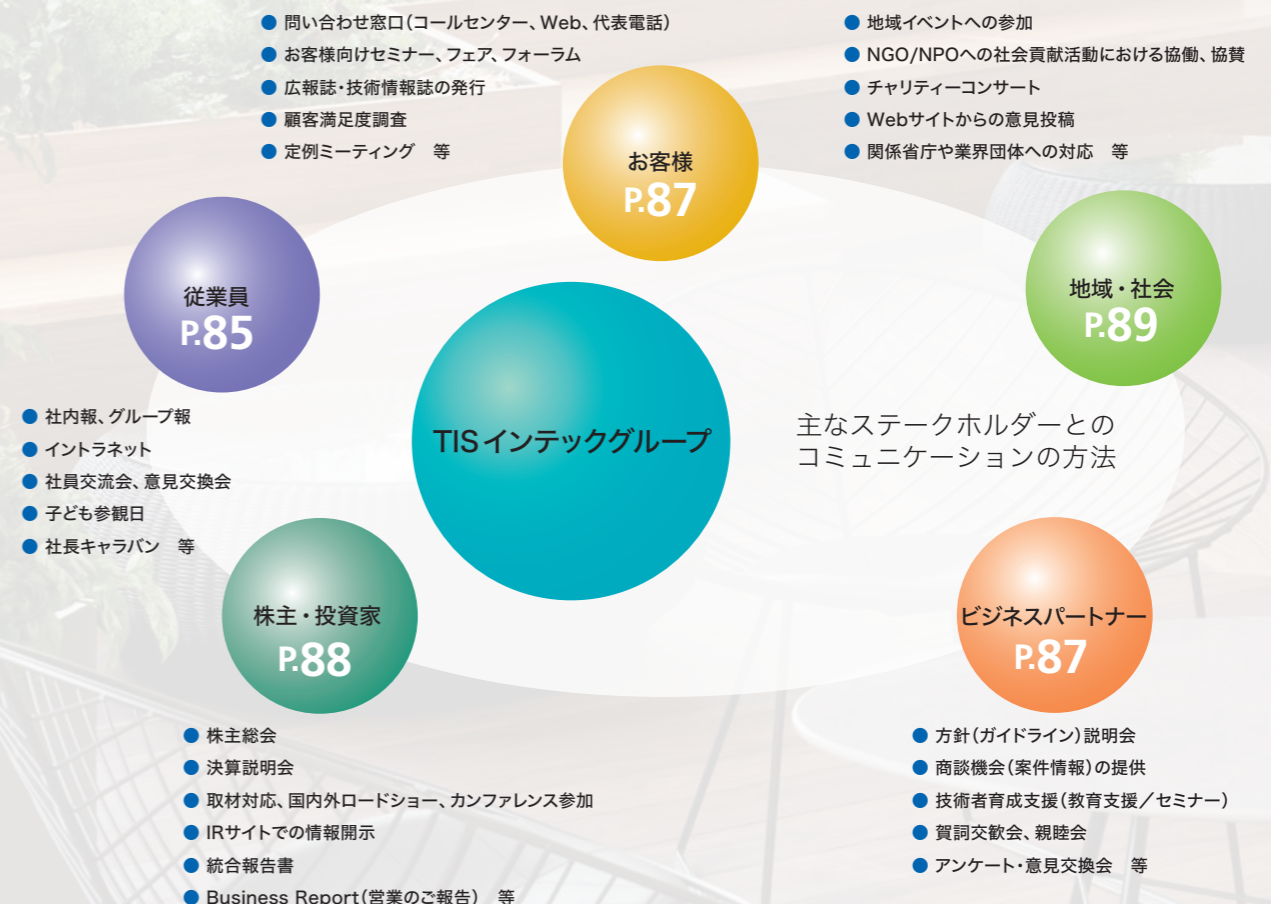 ● 問い合わせ窓口(コールセンター、Web、代表電話)
● お客様向けセミナー、フェア、フォーラム
● 広報誌・技術情報誌の発行
● 顧客満足度調査
● 定例ミーティング　等
お客様
P.87
● 地域イベントへの参加
● NGO/NPOへの社会貢献活動における協働、協賛
● チャリティーコンサート
● Webサイトからの意見投稿
● 関係省庁や業界団体への対応　等
地域・社会
P.89
従業員
P.85
● 社内報、グループ報
● イントラネット
● 社員交流会、意見交換会
● 子ども参観日
● 社長キャラバン　等
TISインテックグループ
主なステークホルダーとの
コミュニケーションの方法
株主・投資家
P.88
● 株主総会
● 決算説明会
● 取材対応、国内外ロードショー、カンファレンス参加
● IRサイトでの情報開示
● 統合報告書
● Business Report(営業のご報告)　等
ビジネスパートナー
P.87
● 方針(ガイドライン)説明会
● 商談機会(案件情報)の提供
● 技術者育成支援(教育支援／セミナー)
● 賀詞交歓会、親睦会
● アンケート・意見交換会　等